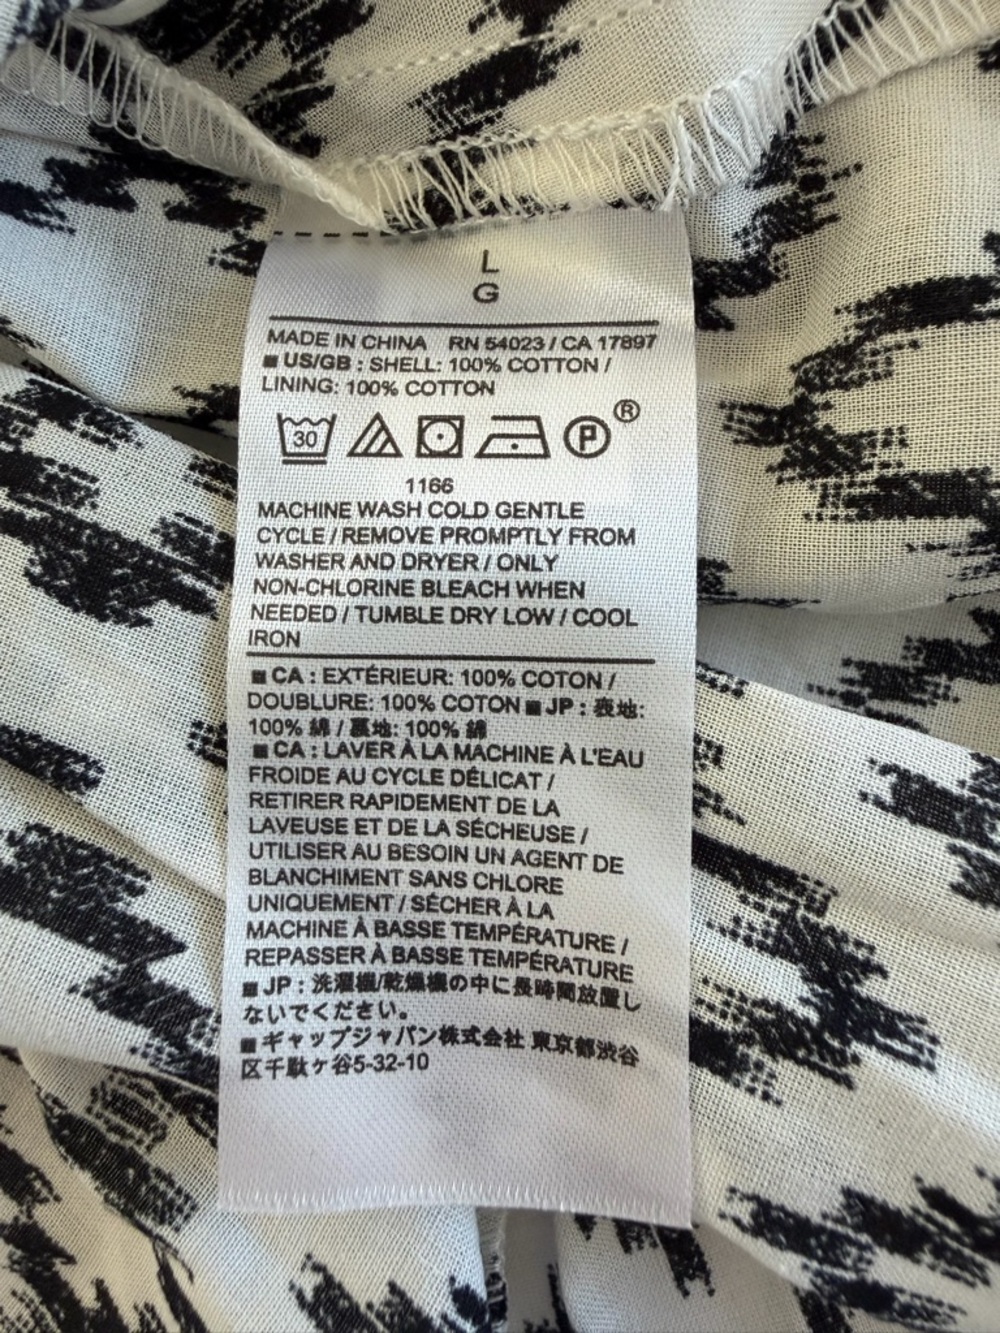 L
G
MADE IN CHINA RN 54023 / CA 17897
■ US/GB : SHELL: 100% COTTON /
LINING: 100% COTTON
30 P ®
1166
MACHINE WASH COLD GENTLE
CYCLE / REMOVE PROMPTLY FROM
WASHER AND DRYER / ONLY
NON-CHLORINE BLEACH WHEN
NEEDED / TUMBLE DRY LOW / COOL
IRON
■ CA : EXTÉRIEUR: 100% COTON /
DOUBLURE: 100% COTON ■ JP : 表地:
100% 綿 / 裏地: 100% 綿
■ CA : LAVER À LA MACHINE À L'EAU
FROIDE AU CYCLE DÉLICAT /
RETIRER RAPIDEMENT DE LA
LAVEUSE ET DE LA SÉCHEUSE /
UTILISER AU BESOIN UN AGENT DE
BLANCHIMENT SANS CHLORE
UNIQUEMENT / SÉCHER À LA
MACHINE À BASSE TEMPÉRATURE /
REPASSER À BASSE TEMPÉRATURE
■ JP : 洗濯機/乾燥機の中に長時間放置し
ないでください。
■ ギャップジャパン株式会社 東京都渋谷
区千駄ケ谷5-32-10